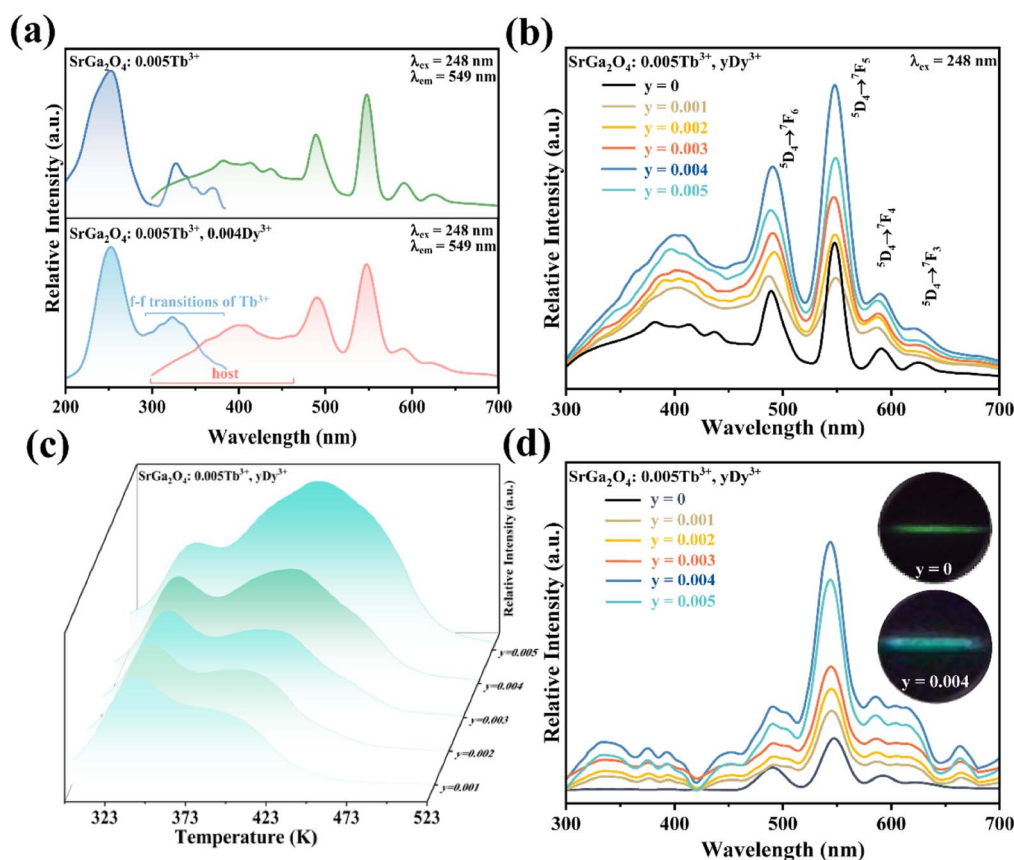 (a)
SrGa₂O₄: 0.005Tb³⁺
λex = 248 nm
λem = 549 nm
SrGa₂O₄: 0.005Tb³⁺, 0.004Dy³⁺
λex = 248 nm
λem = 549 nm
f-f transitions of Tb³⁺
host
Relative Intensity (a.u.)
200 300 400 500 600 700
Wavelength (nm)
(b)
SrGa₂O₄: 0.005Tb³⁺, yDy³⁺
λex = 248 nm
y = 0
y = 0.001
y = 0.002
y = 0.003
y = 0.004
y = 0.005
⁵D₄→⁷F₆
⁵D₄→⁷F₅
⁵D₄→⁷F₄
⁵D₄→⁷F₃
Relative Intensity (a.u.)
300 400 500 600 700
Wavelength (nm)
(c)
SrGa₂O₄: 0.005Tb³⁺, yDy³⁺
Relative Intensity (a.u.)
y=0.005
y=0.004
y=0.003
y=0.002
y=0.001
323 373 423 473 523
Temperature (K)
(d)
SrGa₂O₄: 0.005Tb³⁺, yDy³⁺
y = 0
y = 0.001
y = 0.002
y = 0.003
y = 0.004
y = 0.005
y = 0
y = 0.004
Relative Intensity (a.u.)
300 400 500 600 700
Wavelength (nm)